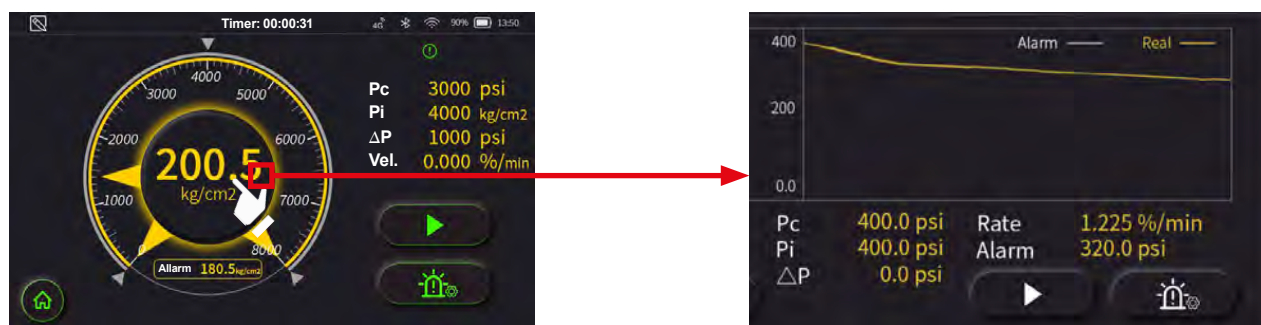 Timer: 00:00:31
4G 90% 13:50
4000
3000 5000
2000 6000
1000 7000
0 8000
200.5
kg/cm2
Allarm 180.5 kg/cm2
Pc 3000 psi
Pi 4000 kg/cm2
ΔP 1000 psi
Vel. 0.000 %/min
400
200
0.0
Alarm Real
Pc 400.0 psi Rate 1.225 %/min
Pi 400.0 psi Alarm 320.0 psi
△P 0.0 psi